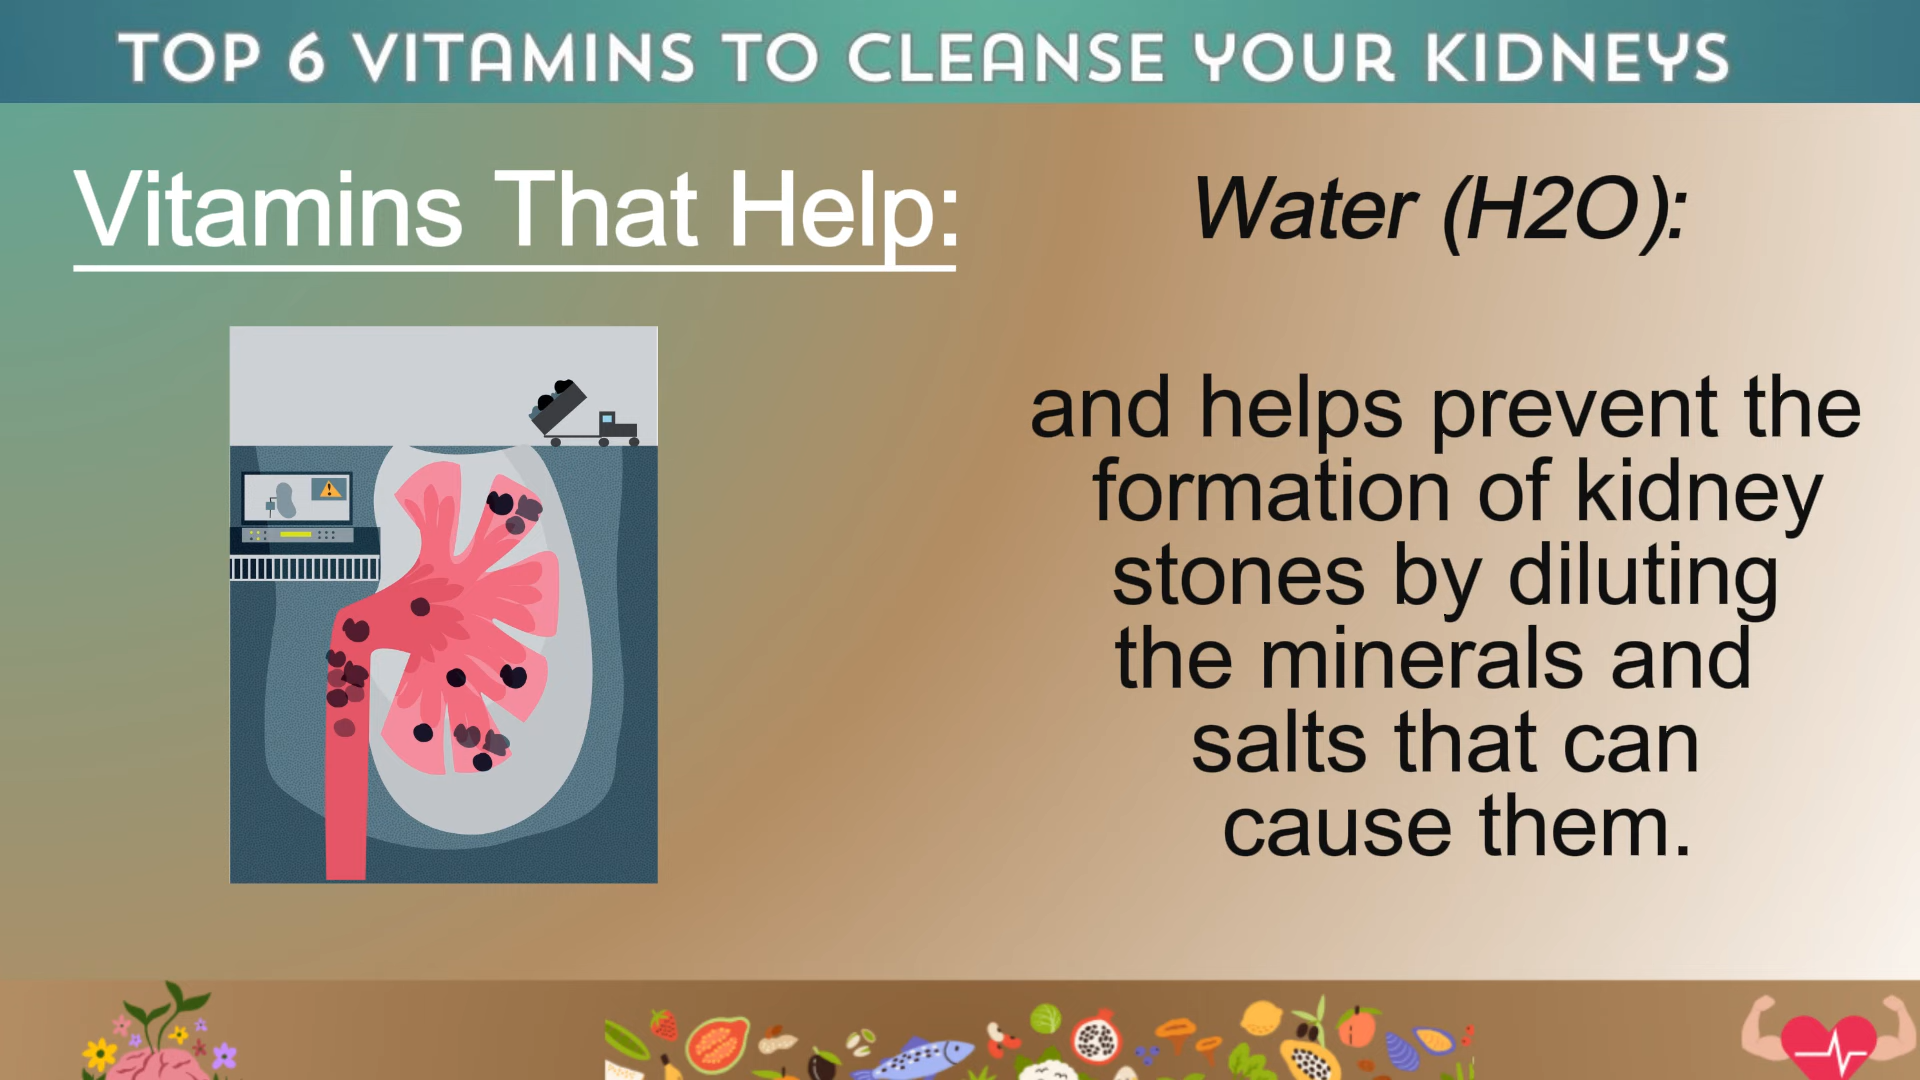 TOP 6 VITAMINS TO CLEANSE YOUR KIDNEYS
Vitamins That Help:
Water (H2O):
and helps prevent the
formation of kidney
stones by diluting
the minerals and
salts that can
cause them.